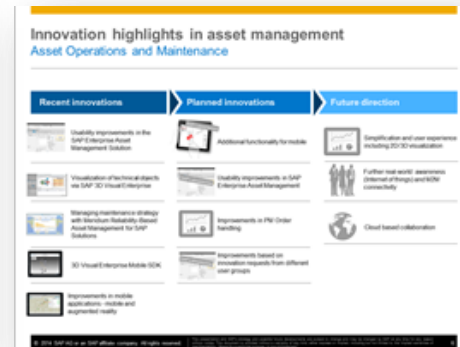 Innovation highlights in asset management
Asset Operations and Maintenance
Recent innovations
Usability improvements in the
SAP Enterprise Asset
Management Solution
Visualization of technical objects
via SAP 3D Visual Enterprise
Managing maintenance strategy
with Meridium Reliability-Based
Asset Management for SAP
Solutions
3D Visual Enterprise Mobile SDK
Improvements in mobile
applications - mobile and
augmented reality
Planned innovations
Additional functionality for mobile
Usability improvements in SAP
Enterprise Asset Management
Improvements in PM Order
handling
Improvements based on
innovation requests from different
user groups
Future direction
Simplification and user experience
including 2D/3D visualization
Further real world awareness
(Internet of things) and M2M
connectivity
Cloud based collaboration
© 2014 SAP AG or an SAP affiliate company. All rights reserved.